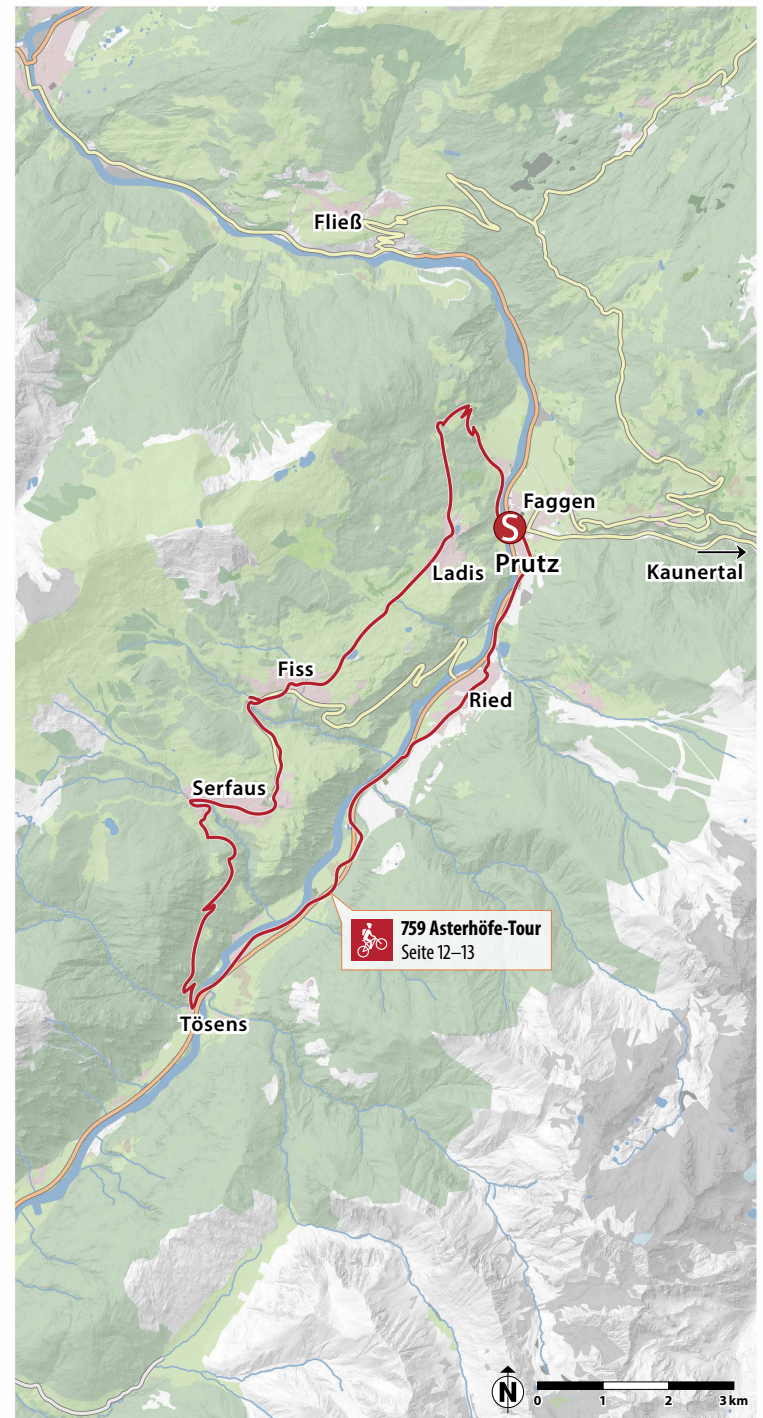 Fließ
Faggen
S
Prutz
Ladis
Kaunertal
Fiss
Ried
Serfaus
759 Asterhöfe-Tour
Seite 12–13
Tösens
N
0 1 2 3 km